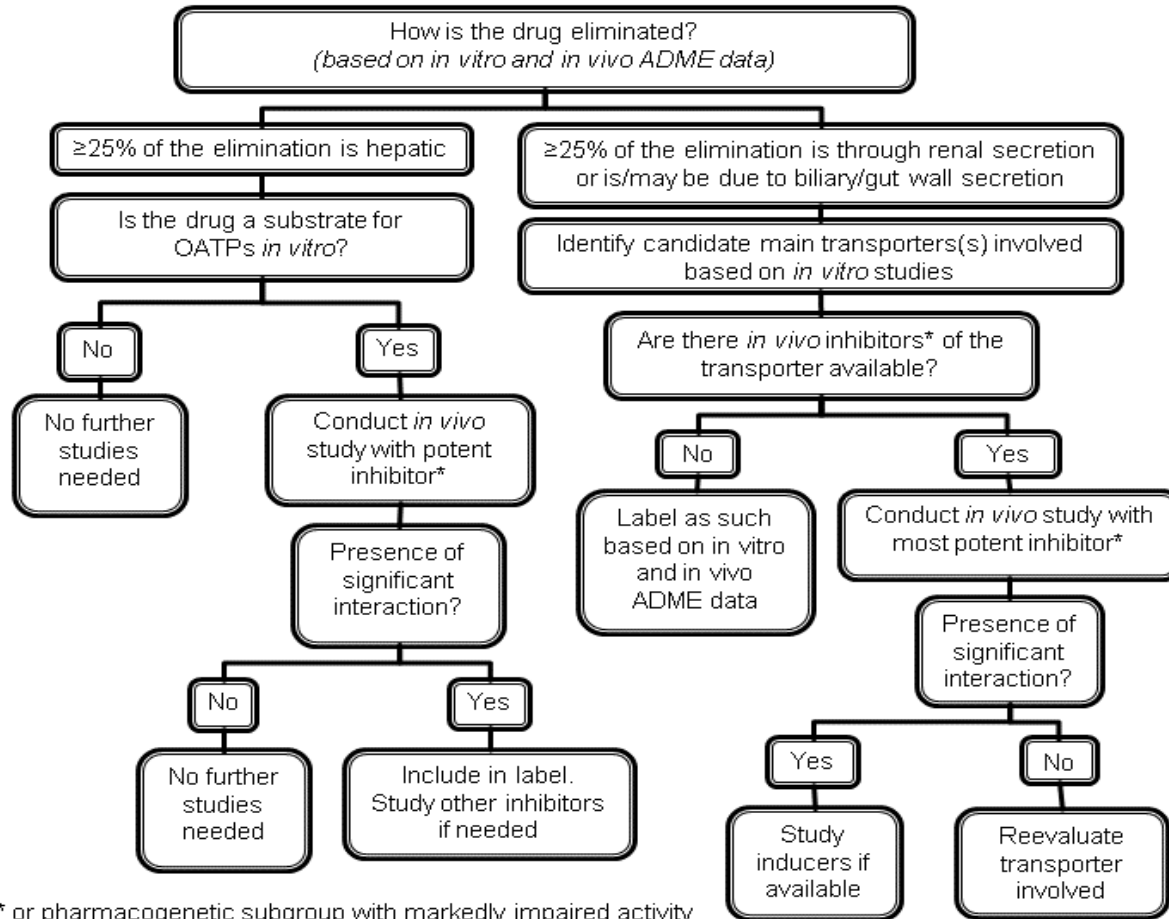 How is the drug eliminated?
(based on in vitro and in vivo ADME data)
≥25% of the elimination is hepatic
≥25% of the elimination is through renal secretion
or is/may be due to biliary/gut wall secretion
Is the drug a substrate for
OATPs in vitro?
Identify candidate main transporters(s) involved
based on in vitro studies
No
Yes
Are there in vivo inhibitors* of the
transporter available?
No further
studies
needed
Conduct in vivo
study with potent
inhibitor*
No
Yes
Label as such
based on in vitro
and in vivo
ADME data
Conduct in vivo study with
most potent inhibitor*
Presence of
significant
interaction?
Presence of
significant
interaction?
No
Yes
No further
studies
needed
Include in label.
Study other inhibitors
if needed
Yes
No
Study
inducers if
available
Reevaluate
transporter
involved
* or pharmacogenetic subgroup with markedly impaired activity